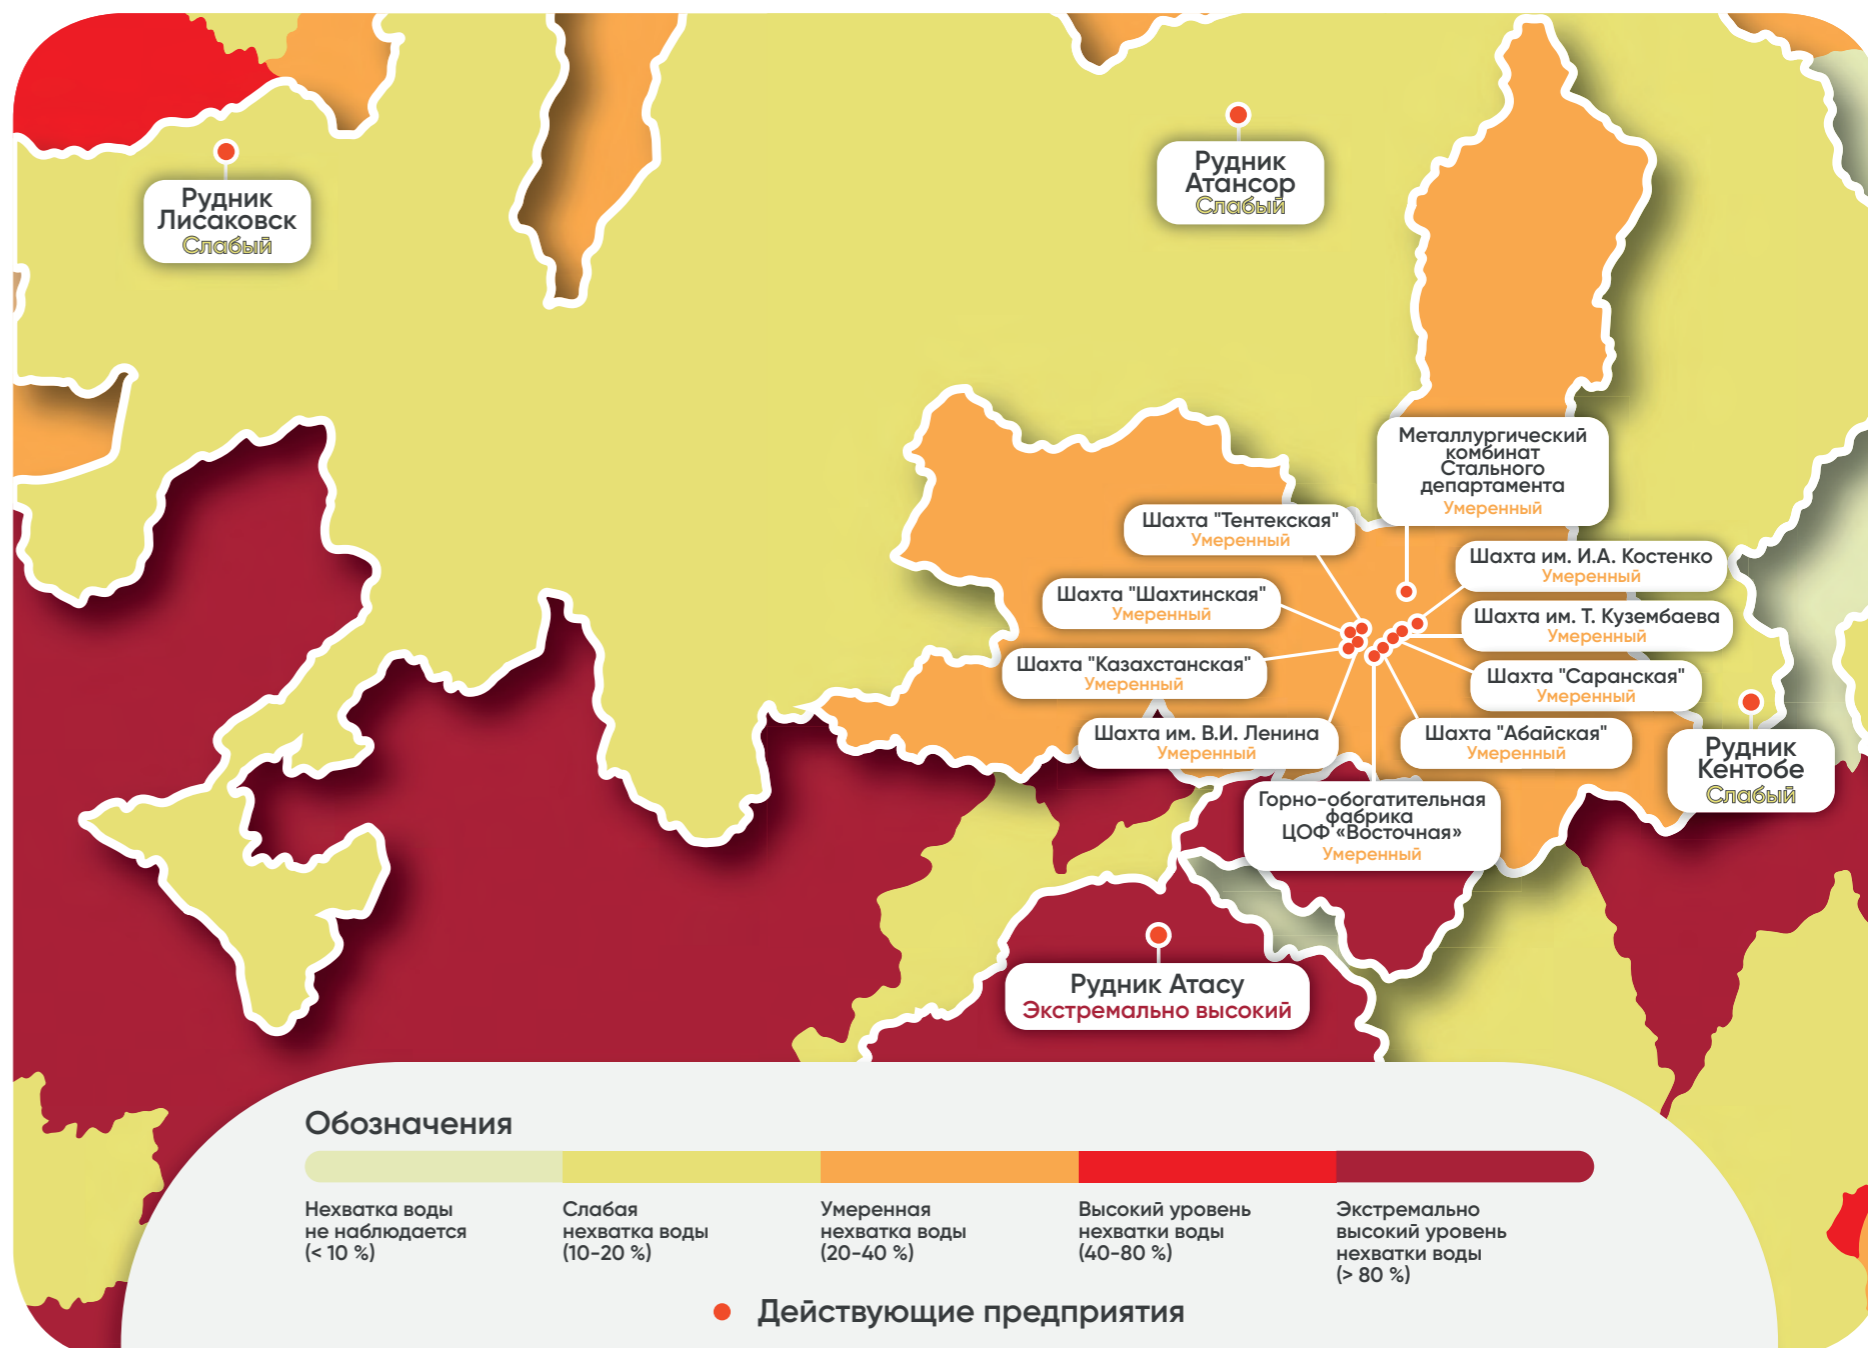 Рудник
Лисаковск
Слабый
Рудник
Атансор
Слабый
Металлургический
комбинат
Стального
департамента
Умеренный
Шахта "Тентекская"
Умеренный
Шахта им. И.А. Костенко
Умеренный
Шахта "Шахтинская"
Умеренный
Шахта им. Т. Кузембаева
Умеренный
Шахта "Казахстанская"
Умеренный
Шахта "Саранская"
Умеренный
Шахта им. В.И. Ленина
Умеренный
Шахта "Абайская"
Умеренный
Рудник
Кентобе
Слабый
Горно-обогатительная
фабрика
ЦОФ «Восточная»
Умеренный
Рудник Атасу
Экстремально высокий
Обозначения
Нехватка воды
не наблюдается
(< 10 %)
Слабая
нехватка воды
(10-20 %)
Умеренная
нехватка воды
(20-40 %)
Высокий уровень
нехватки воды
(40-80 %)
Экстремально
высокий уровень
нехватки воды
(> 80 %)
Действующие предприятия